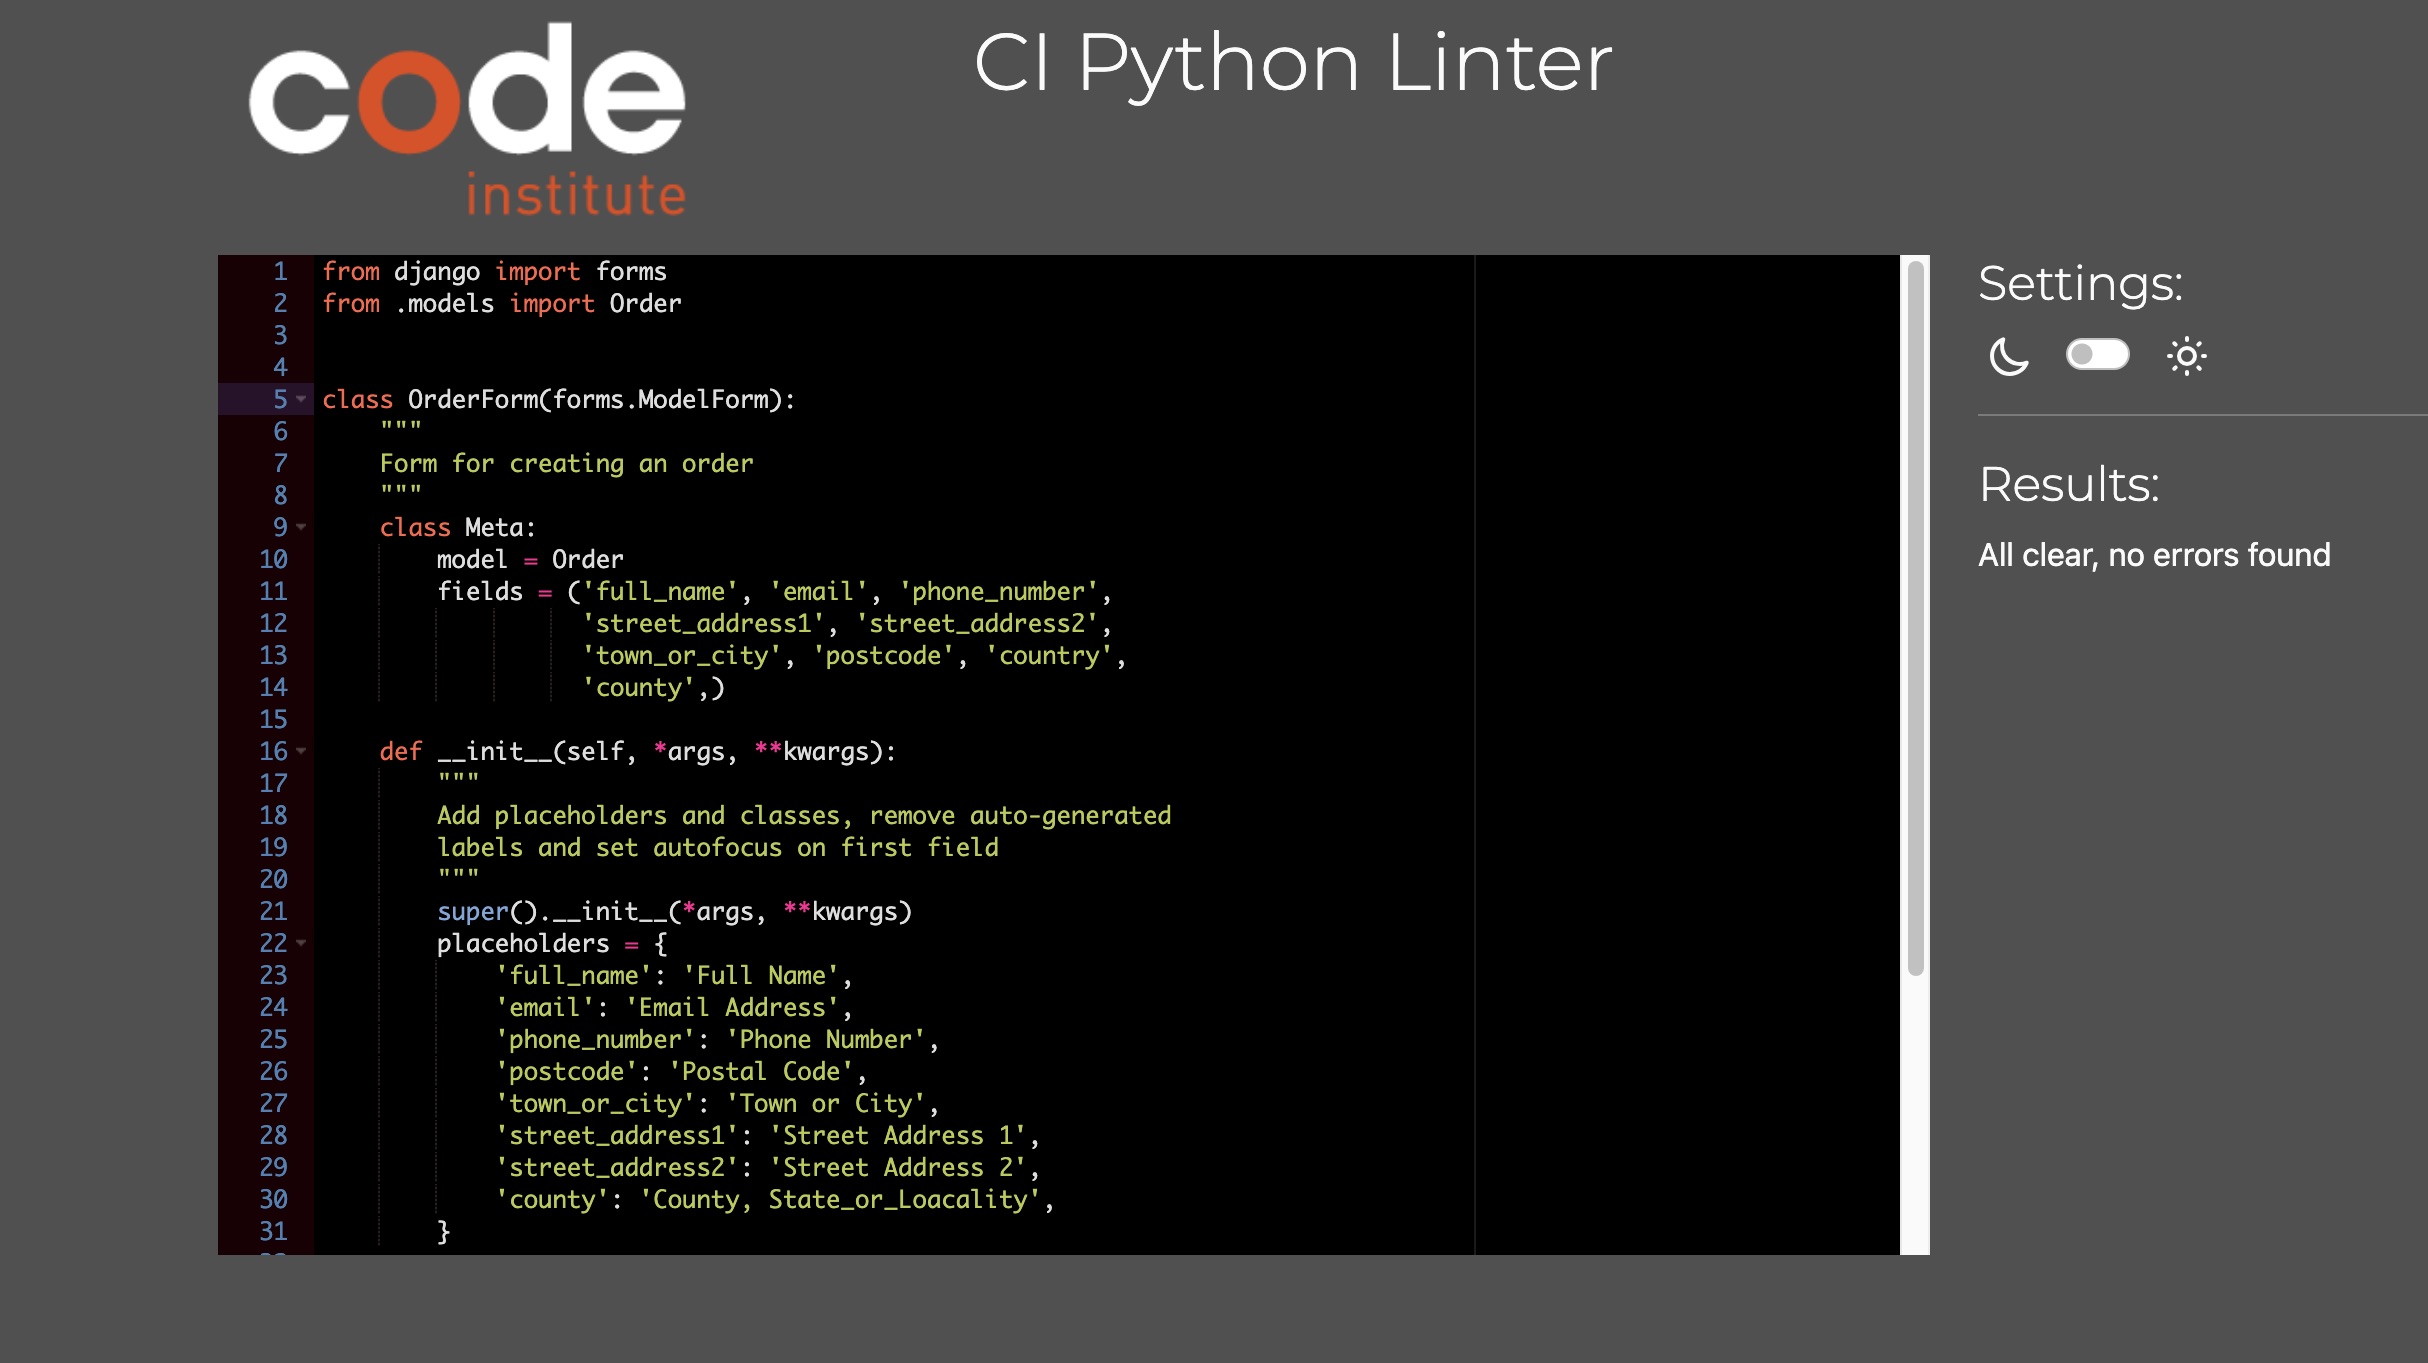 code
institute
CI Python Linter
1 from django import forms
2 from .models import Order
3
4
5 class OrderForm(forms.ModelForm):
6     """
7     Form for creating an order
8     """
9     class Meta:
10         model = Order
11         fields = ('full_name', 'email', 'phone_number',
12                   'street_address1', 'street_address2',
13                   'town_or_city', 'postcode', 'country',
14                   'county',)
15
16     def __init__(self, *args, **kwargs):
17         """
18         Add placeholders and classes, remove auto-generated
19         labels and set autofocus on first field
20         """
21         super().__init__(*args, **kwargs)
22         placeholders = {
23             'full_name': 'Full Name',
24             'email': 'Email Address',
25             'phone_number': 'Phone Number',
26             'postcode': 'Postal Code',
27             'town_or_city': 'Town or City',
28             'street_address1': 'Street Address 1',
29             'street_address2': 'Street Address 2',
30             'county': 'County, State_or_Loacality',
31         }
Settings:
Results:
All clear, no errors found